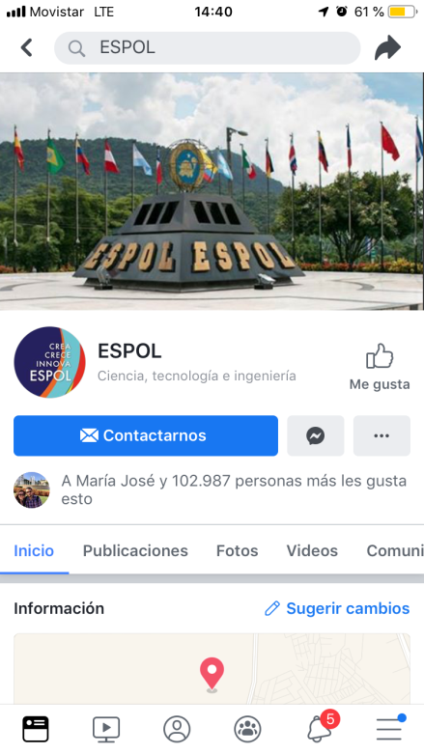 Movistar LTE 14:40 61 %
ESPOL
ESPOL ESPOL
CREA
CRECE
INNOVA
ESPOL
ESPOL
Ciencia, tecnología e ingeniería
Me gusta
Contactarnos
A María José y 102.987 personas más les gusta
esto
Inicio Publicaciones Fotos Videos Comuni
Información Sugerir cambios
5